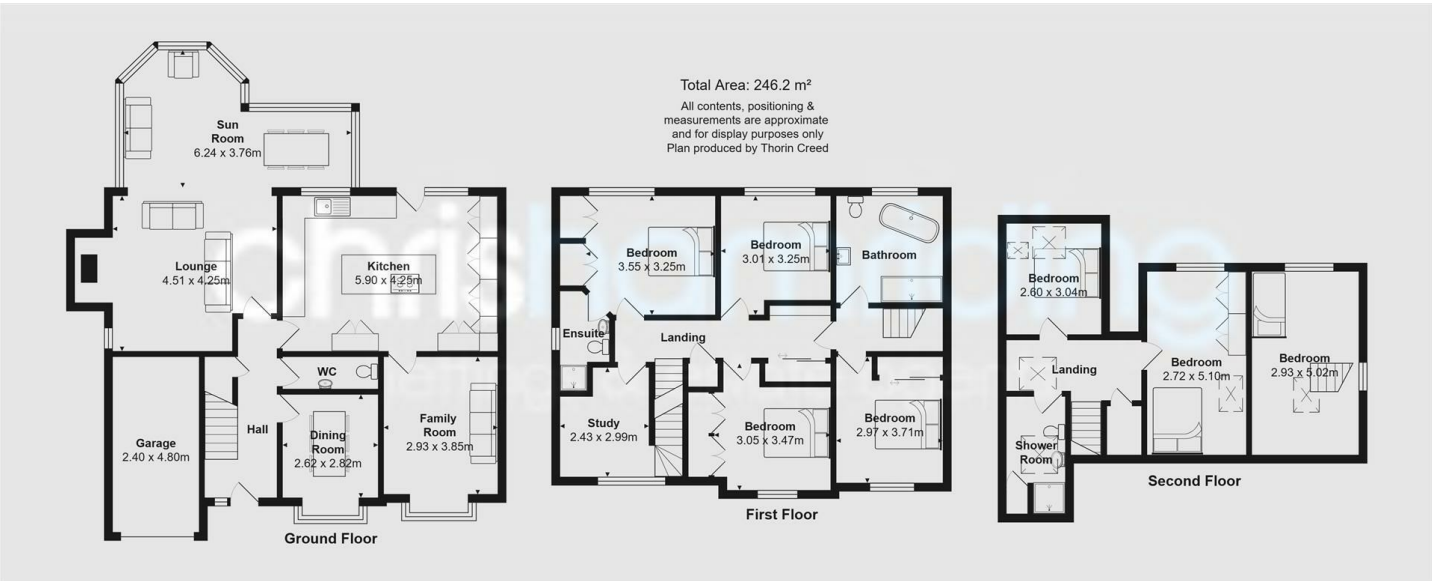 Total Area: 246.2 m²
All contents, positioning &
measurements are approximate
and for display purposes only
Plan produced by Thorin Creed
Sun
Room
6.24 x 3.76m
Lounge
4.51 x 4.25m
Kitchen
5.90 x 4.25m
WC
Garage
2.40 x 4.80m
Hall
Dining
Room
2.62 x 2.82m
Family
Room
2.93 x 3.85m
Ground Floor
Bedroom
3.55 x 3.25m
Bedroom
3.01 x 3.25m
Bathroom
Ensuite
Landing
Study
2.43 x 2.99m
Bedroom
3.05 x 3.47m
Bedroom
2.97 x 3.71m
First Floor
Bedroom
2.60 x 3.04m
Landing
Bedroom
2.72 x 5.10m
Bedroom
2.93 x 5.02m
Shower
Room
Second Floor